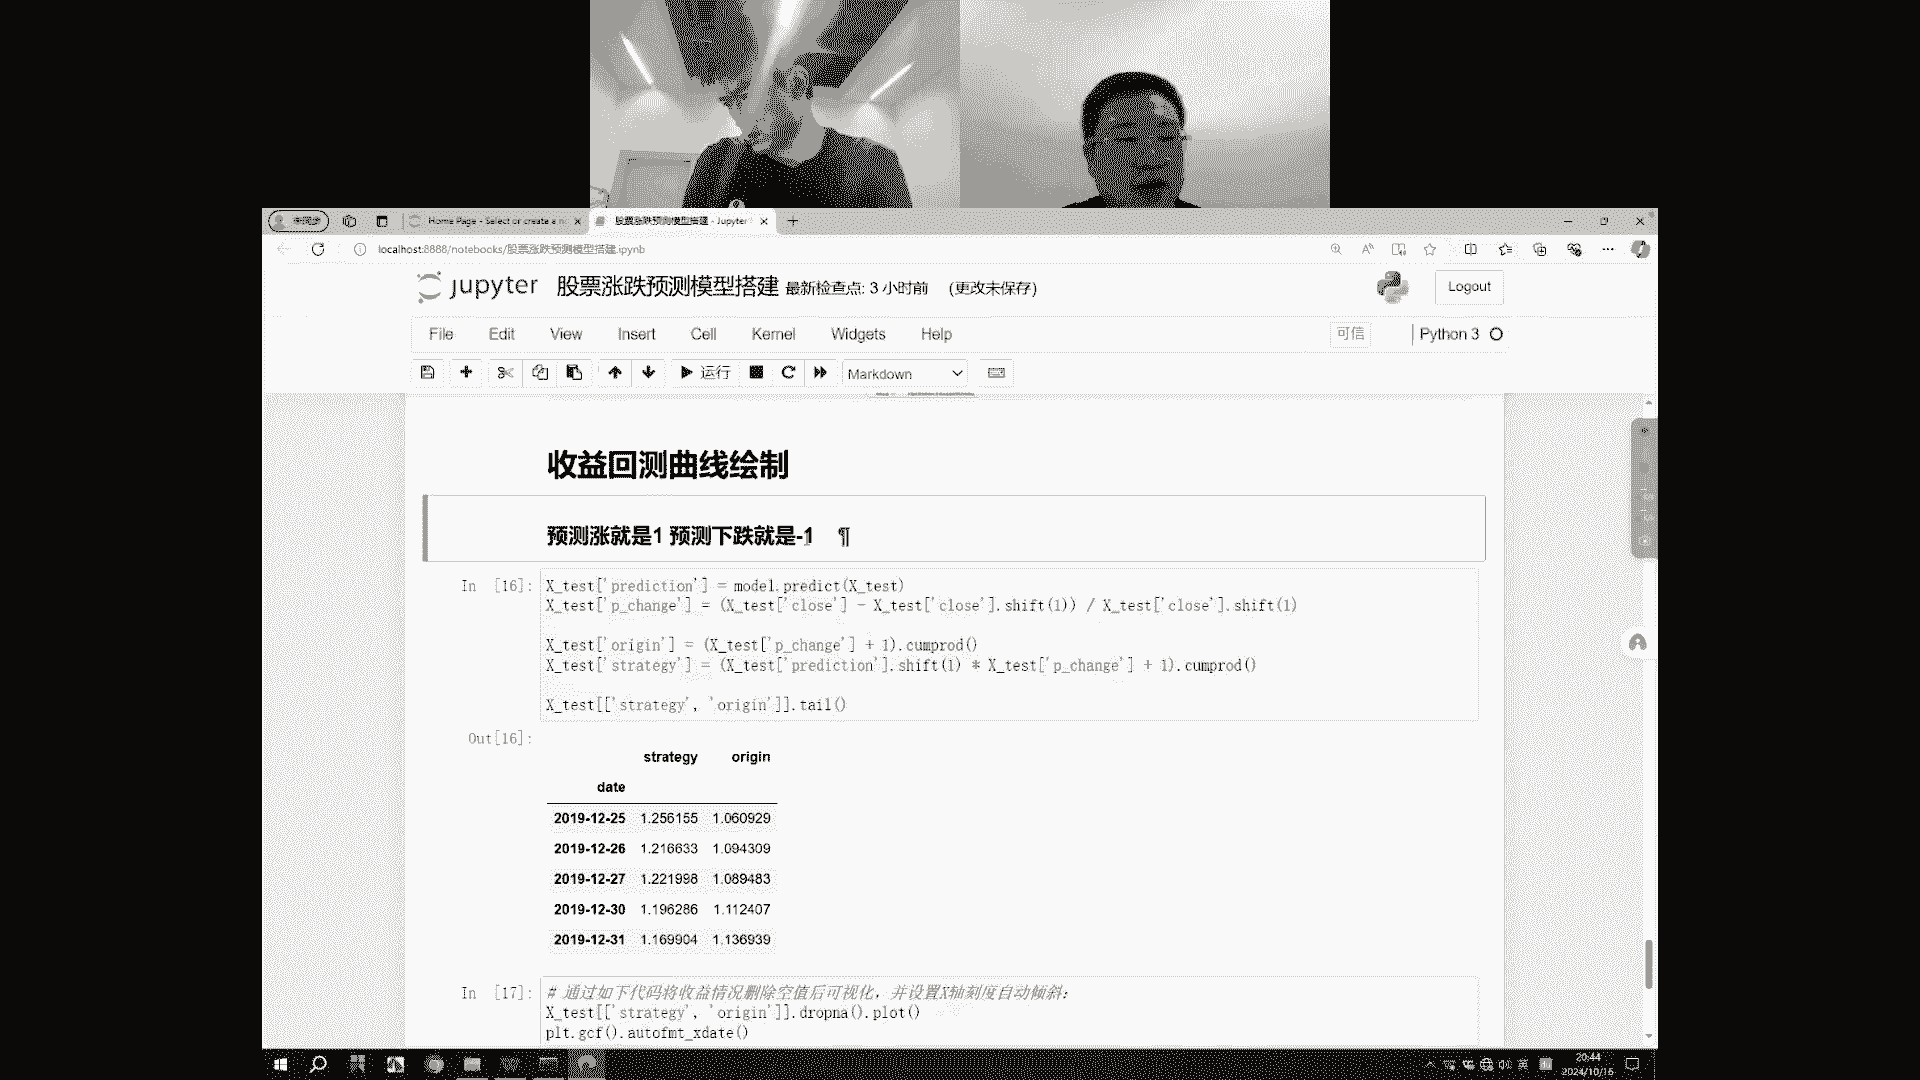 未同步
Home Page - Select or create a n
股票涨跌预测模型搭建 - Jupyter
localhost:8888/notebooks/股票涨跌预测模型搭建.ipynb
jupyter 股票涨跌预测模型搭建 最新检查点: 3 小时前 (更改未保存)
Logout
File Edit View Insert Cell Kernel Widgets Help
可信
Python 3
运行
Markdown
收益回测曲线绘制
预测涨就是1 预测下跌就是-1 ¶
In [16]:
X_test['prediction'] = model.predict(X_test)
X_test['p_change'] = (X_test['close'] - X_test['close'].shift(1)) / X_test['close'].shift(1)
X_test['origin'] = (X_test['p_change'] + 1).cumprod()
X_test['strategy'] = (X_test['prediction'].shift(1) * X_test['p_change'] + 1).cumprod()
X_test[['strategy', 'origin']].tail()
Out[16]:
strategy origin
date
2019-12-25 1.256155 1.060929
2019-12-26 1.216633 1.094309
2019-12-27 1.221998 1.089483
2019-12-30 1.196286 1.112407
2019-12-31 1.169904 1.136939
In [17]:
# 通过如下代码将收益情况删除空值后可视化，并设置X轴刻度自动倾斜：
X_test[['strategy', 'origin']].dropna().plot()
plt.gcf().autofmt_xdate()
英
20:44
2024/10/16